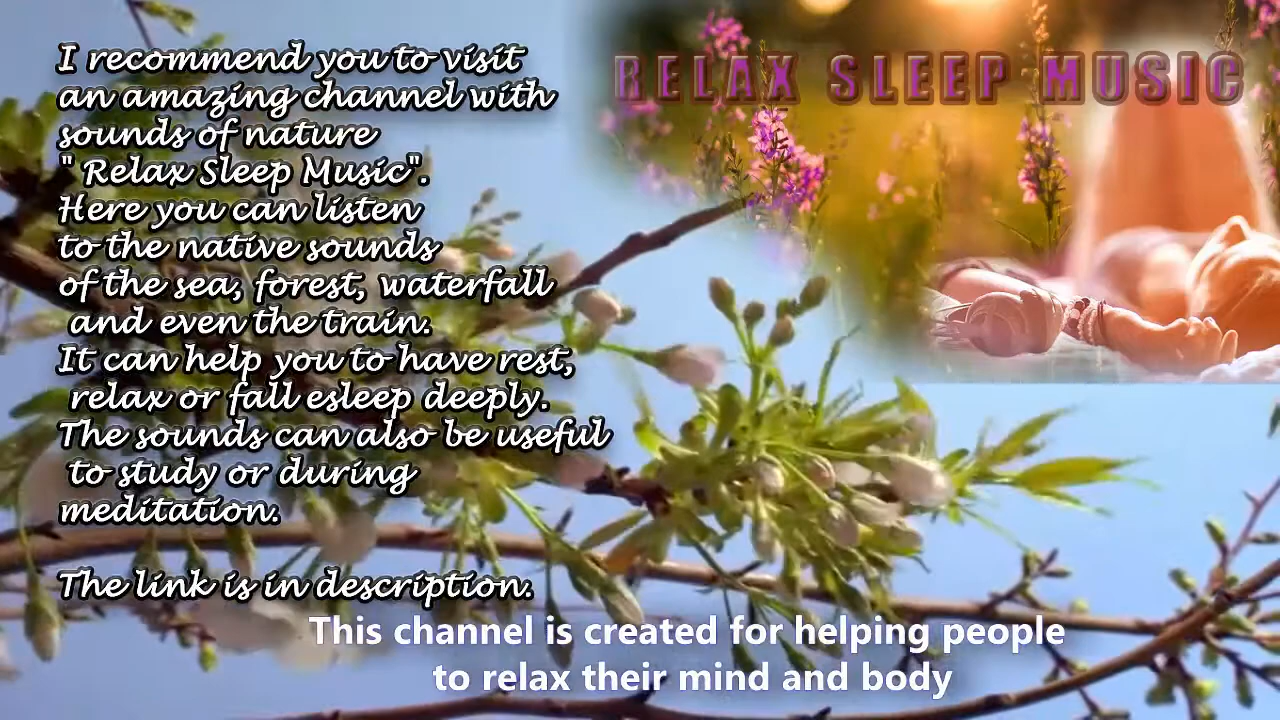 I recommend you to visit
an amazing channel with
sounds of nature
" Relax Sleep Music".
Here you can listen
to the native sounds
of the sea, forest, waterfall
and even the train.
It can help you to have rest,
relax or fall esleep deeply.
The sounds can also be useful
to study or during
meditation.
The link is in description.
RELAX SLEEP MUSIC
This channel is created for helping people
to relax their mind and body